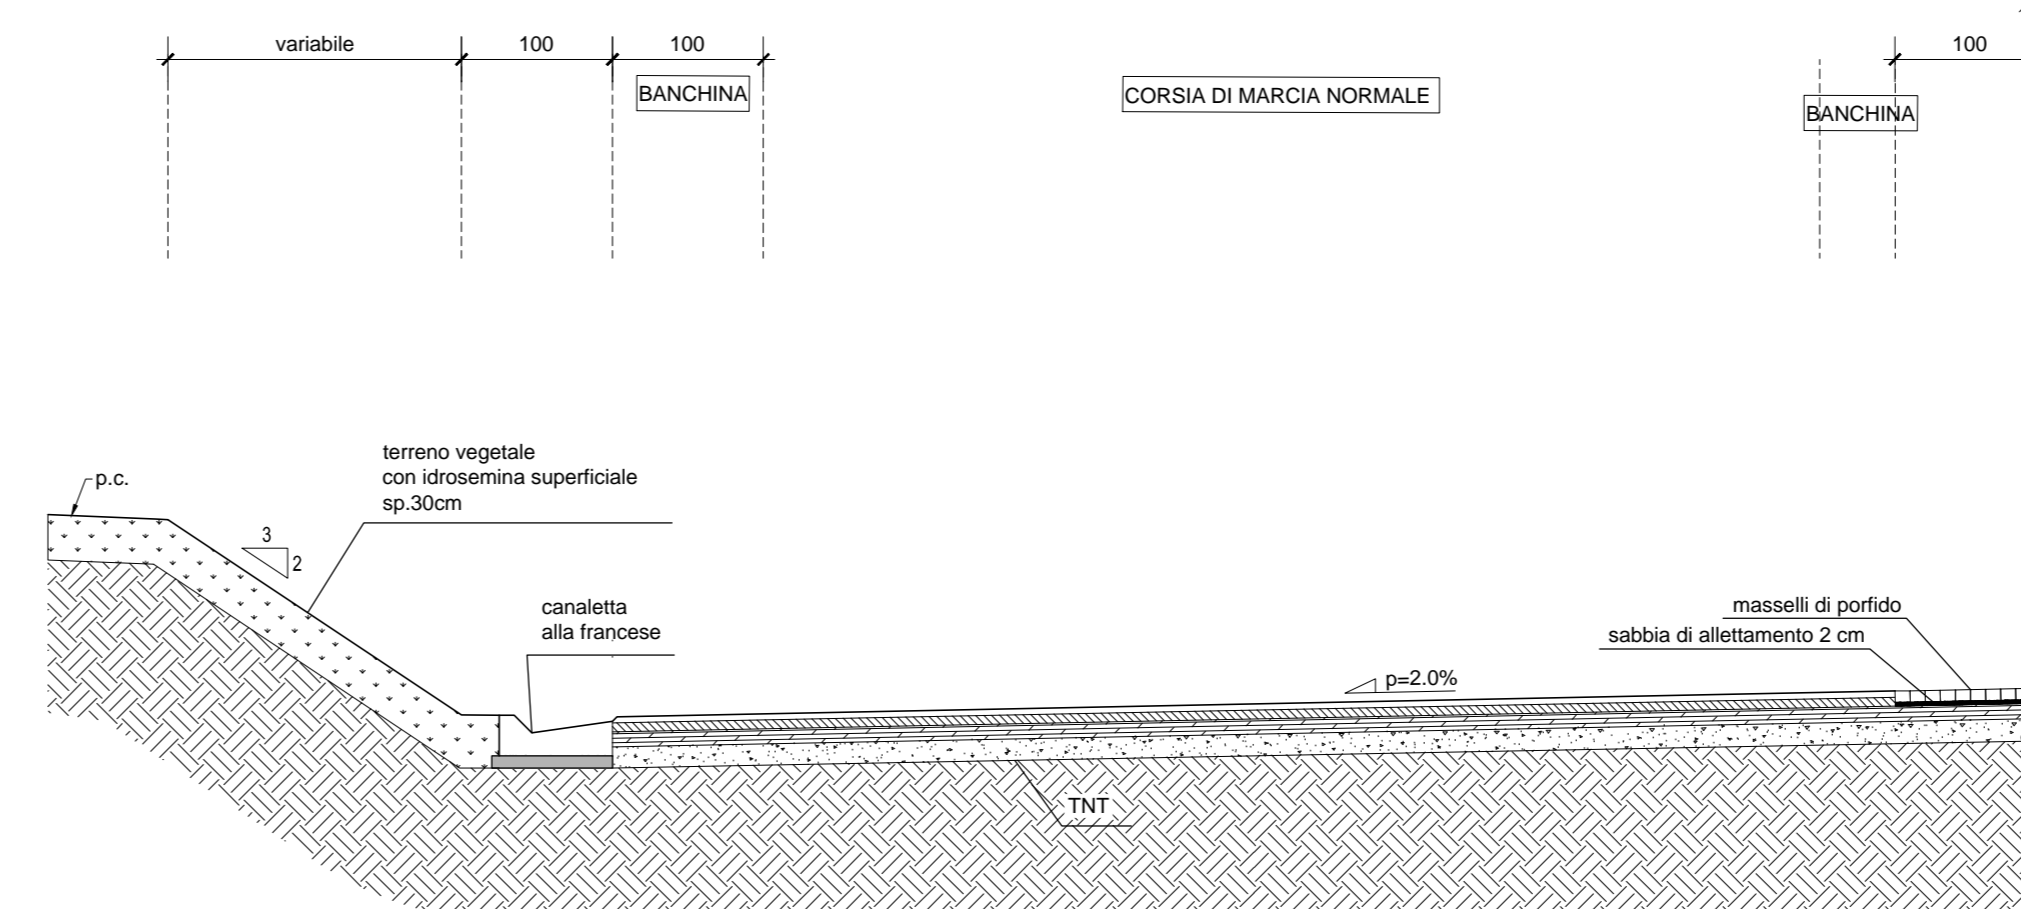 variabile
100
100
100
BANCHINA
CORSIA DI MARCIA NORMALE
BANCHINA
terreno vegetale
con idrosemina superficiale
sp.30cm
p.c.
3
2
canaletta
alla francese
masselli di porfido
sabbia di allettamento 2 cm
p=2.0%
TNT